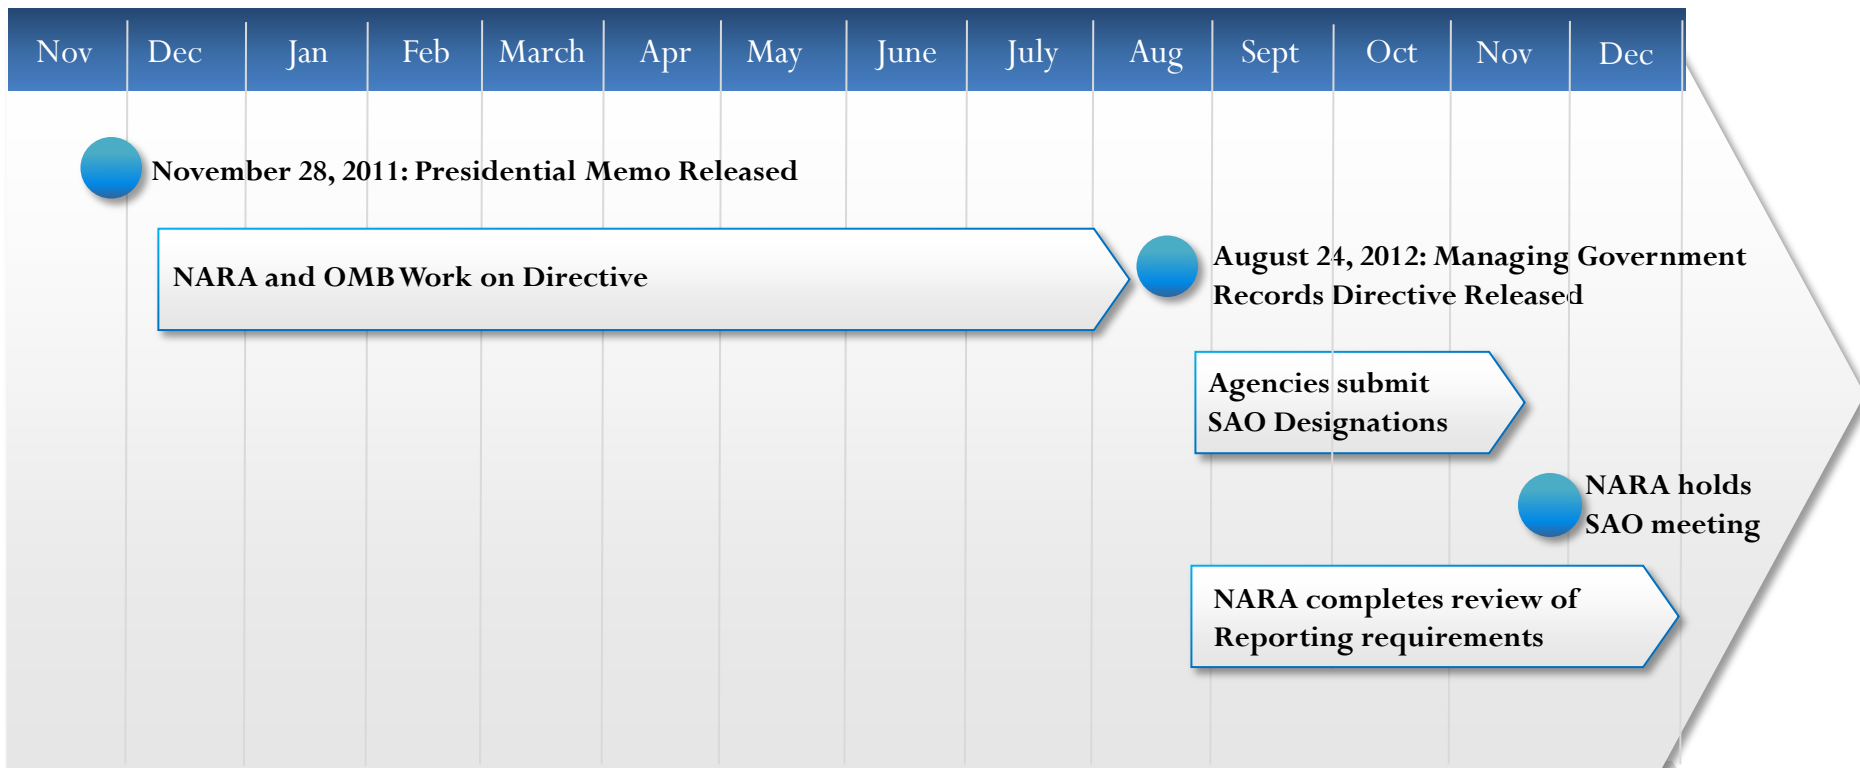 Nov Dec Jan Feb March Apr May June July Aug Sept Oct Nov Dec
November 28, 2011: Presidential Memo Released
NARA and OMB Work on Directive
August 24, 2012: Managing Government
Records Directive Released
Agencies submit
SAO Designations
NARA holds
SAO meeting
NARA completes review of
Reporting requirements